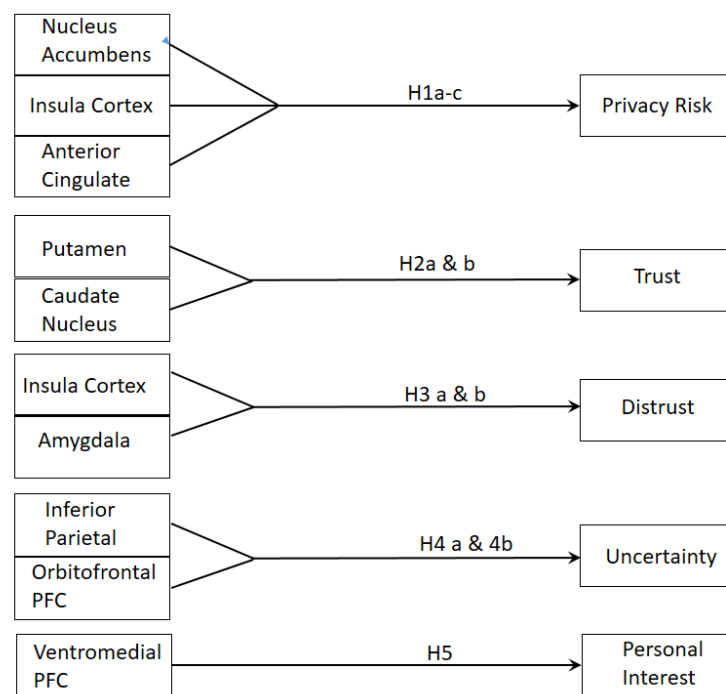 Nucleus
Accumbens
Insula Cortex
Anterior
Cingulate
H1a-c
Privacy Risk
Putamen
Caudate
Nucleus
H2a & b
Trust
Insula Cortex
Amygdala
H3 a & b
Distrust
Inferior
Parietal
Orbitofrontal
PFC
H4 a & 4b
Uncertainty
Ventromedial
PFC
H5
Personal
Interest